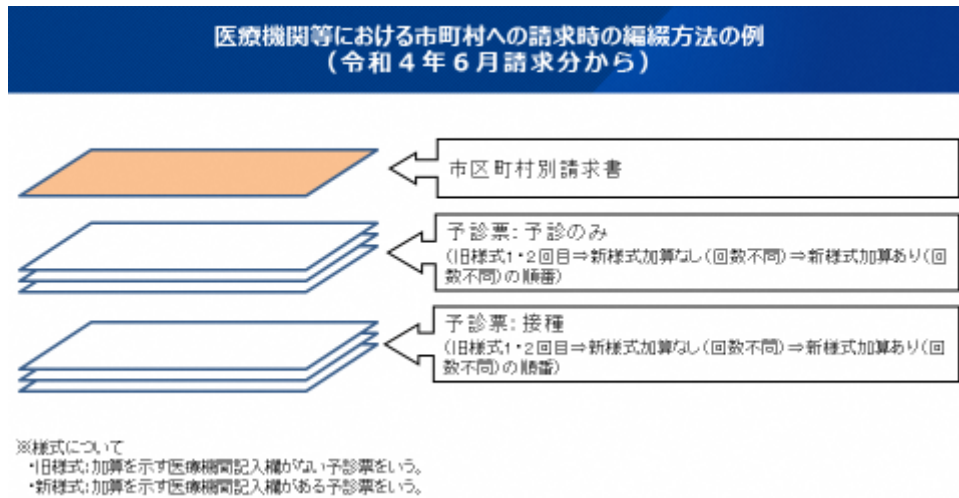 医療機関等における市町村への請求時の編綴方法の例
(令和４年６月請求分から)
市区町村別請求書
予診票:予診のみ
(旧様式1・2回目⇒新様式加算なし(回数不問)⇒新様式加算あり(回
数不問)の順番)
予診票:接種
(旧様式1・2回目⇒新様式加算なし(回数不問)⇒新様式加算あり(回
数不問)の順番)
※様式について
・旧様式:加算を示す医療機関記入欄がない予診票をいう。
・新様式:加算を示す医療機関記入欄がある予診票をいう。